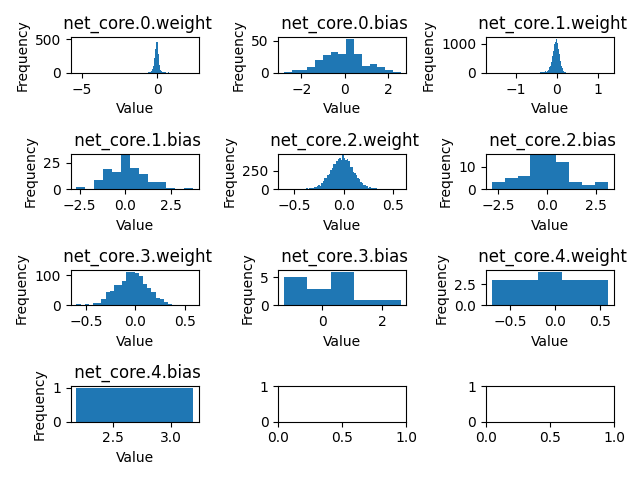 net_core.0.weight net_core.0.bias net_core.1.weight
Frequency 500 0 Frequency 50 0 Frequency 1000 0
−5 0 −2 0 2 −1 0 1
Value Value Value
net_core.1.bias net_core.2.weight net_core.2.bias
Frequency 25 0 Frequency 250 0 Frequency 10 0
−2.5 0.0 2.5 −0.5 0.0 0.5 −2.5 0.0 2.5
Value Value Value
net_core.3.weight net_core.3.bias net_core.4.weight
Frequency 100 0 Frequency 5 0 Frequency 2.5 0.0
−0.5 0.0 0.5 0 2 −0.5 0.0 0.5
Value Value Value
net_core.4.bias
Frequency 1 0 1 0 1 0
2.5 3.0 0.0 0.5 1.0 0.0 0.5 1.0
Value